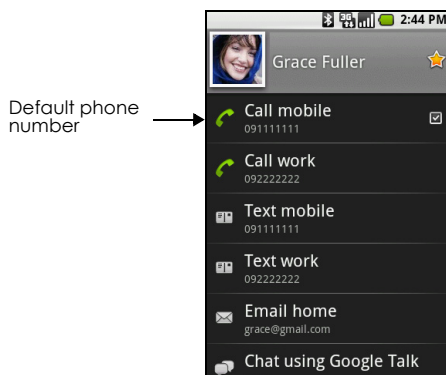 3G 2:44 PM
Grace Fuller
Default phone
number
Call mobile
091111111
Call work
092222222
Text mobile
091111111
Text work
092222222
Email home
grace@gmail.com
Chat using Google Talk